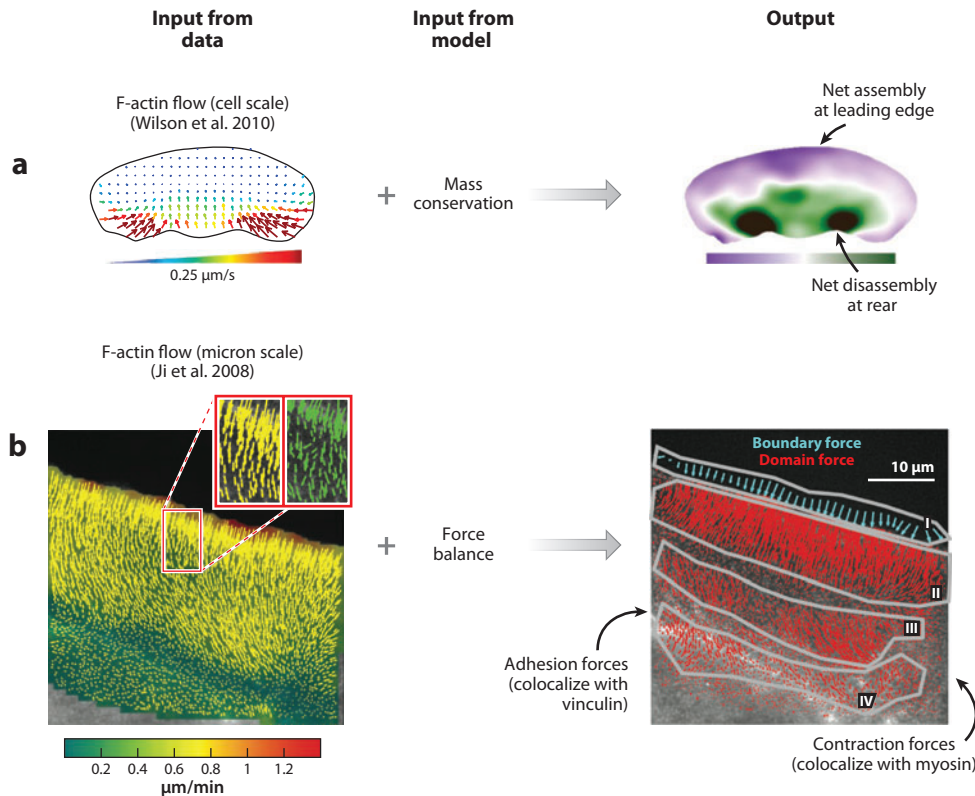 Input from
data
Input from
model
Output
a
F-actin flow (cell scale)
(Wilson et al. 2010)
0.25 µm/s
+
Mass
conservation
Net assembly
at leading edge
Net disassembly
at rear
b
F-actin flow (micron scale)
(Ji et al. 2008)
0.2 0.4 0.6 0.8 1 1.2
µm/min
+
Force
balance
Boundary force
Domain force
10 µm
I
II
III
IV
Adhesion forces
(colocalize with
vinculin)
Contraction forces
(colocalize with myosin)